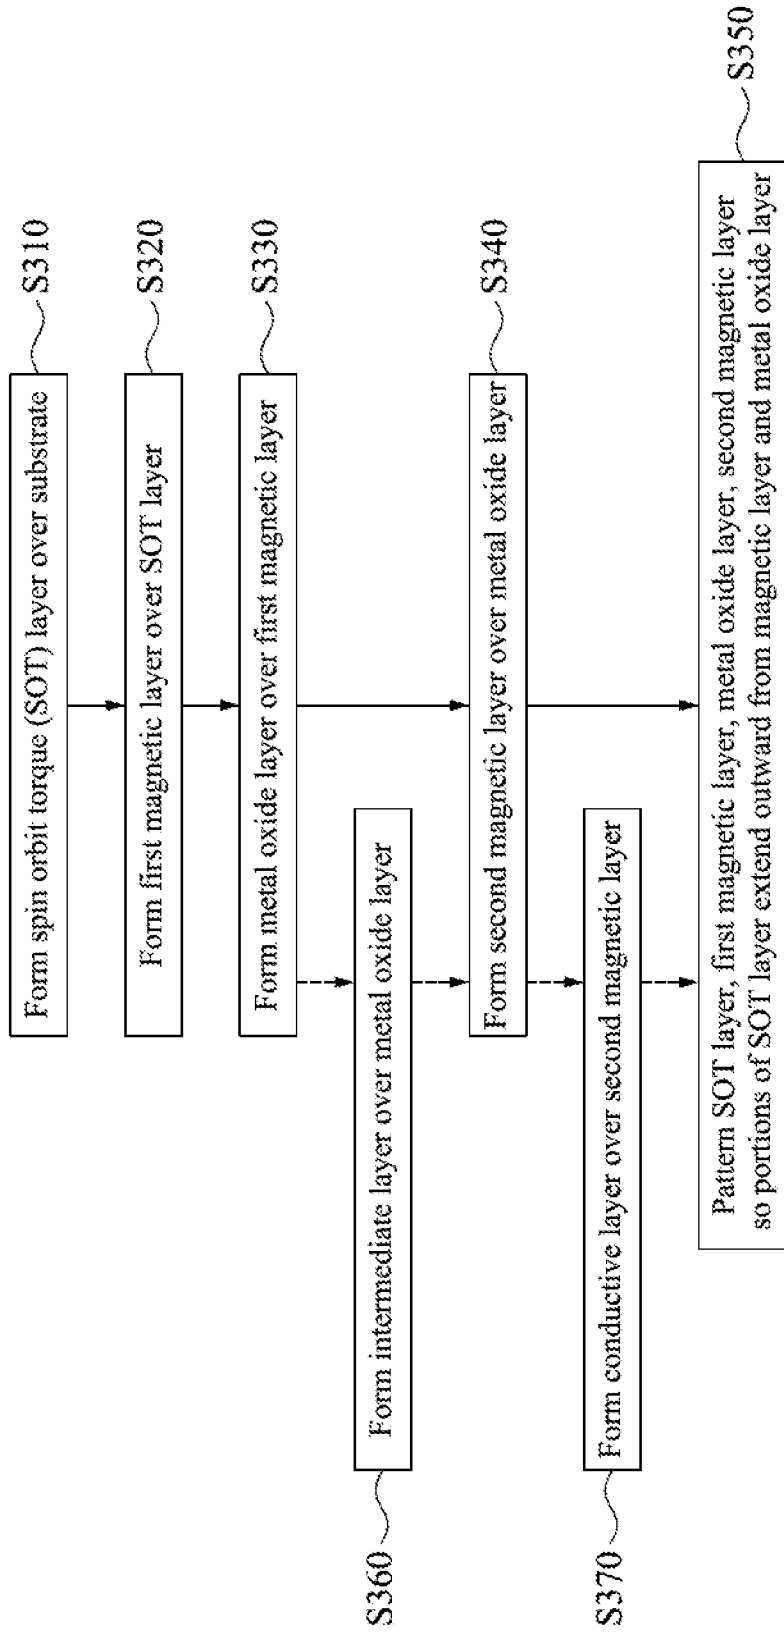 Form spin orbit torque (SOT) layer over substrate
S310
Form first magnetic layer over SOT layer
S320
Form metal oxide layer over first magnetic layer
S330
Form intermediate layer over metal oxide layer
S360
Form second magnetic layer over metal oxide layer
S340
Form conductive layer over second magnetic layer
S370
Pattern SOT layer, first magnetic layer, metal oxide layer, second magnetic layer
so portions of SOT layer extend outward from magnetic layer and metal oxide layer
S350